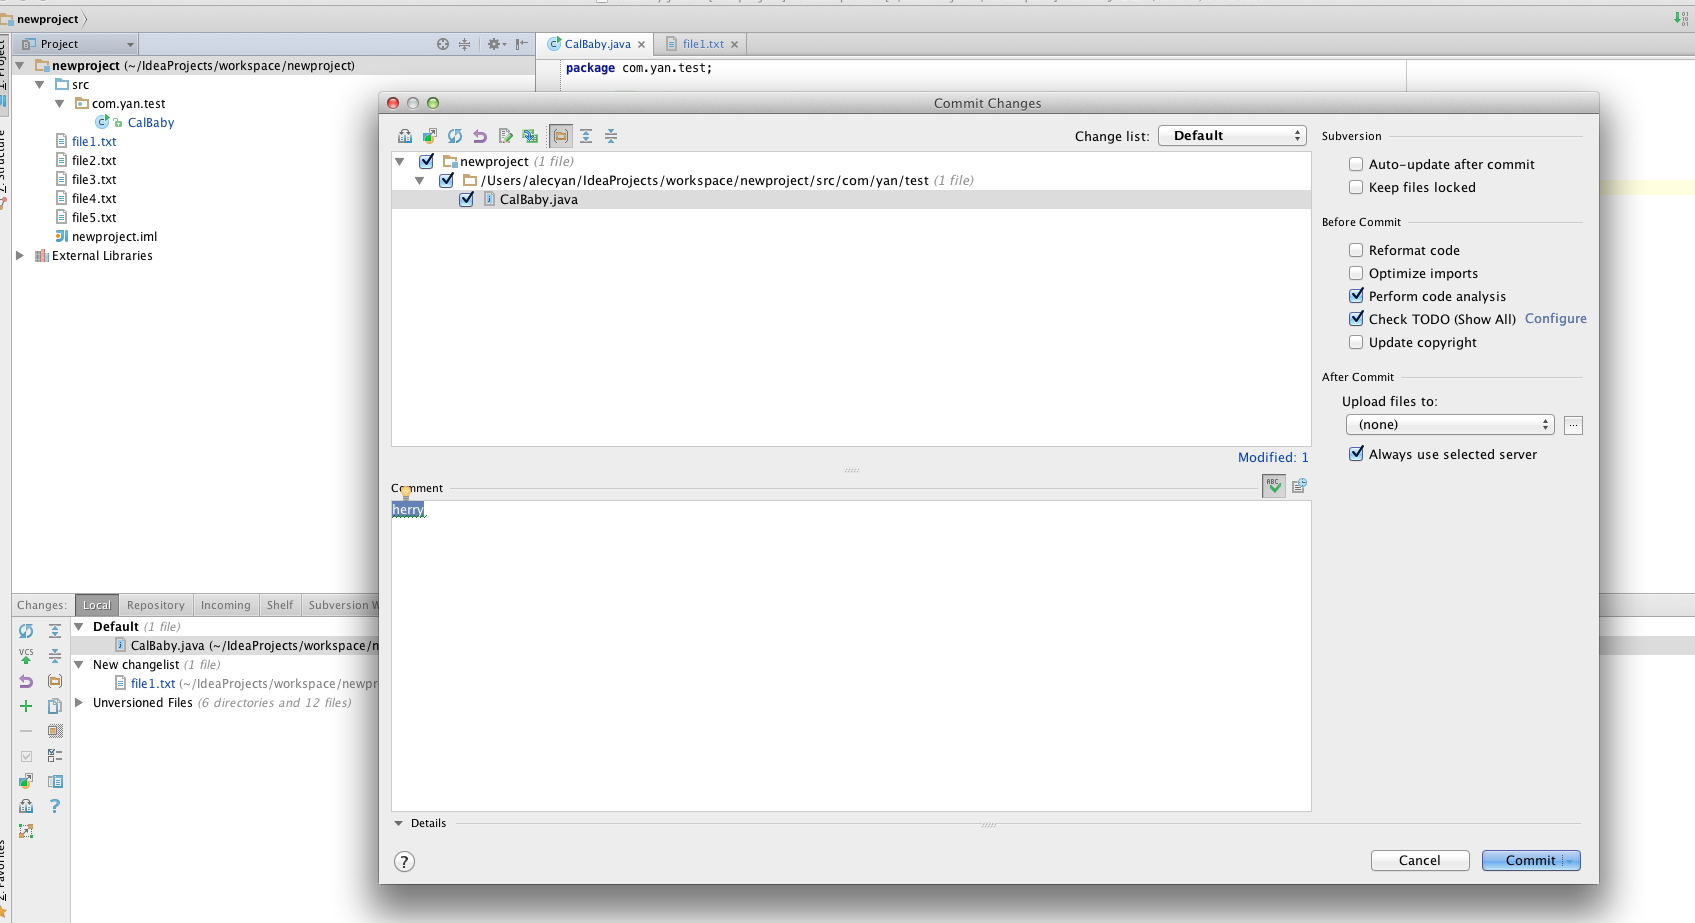 newproject
Project
CalBaby.java
file1.txt
1: Project
newproject (~/IdeaProjects/workspace/newproject)
src
com.yan.test
CalBaby
file1.txt
file2.txt
file3.txt
file4.txt
file5.txt
newproject.iml
External Libraries
Z: Structure
package com.yan.test;
Commit Changes
Change list:
Default
newproject (1 file)
/Users/alecyan/IdeaProjects/workspace/newproject/src/com/yan/test (1 file)
CalBaby.java
Modified: 1
Comment
ABC
herry
Details
?
Subversion
Auto-update after commit
Keep files locked
Before Commit
Reformat code
Optimize imports
Perform code analysis
Check TODO (Show All) Configure
Update copyright
After Commit
Upload files to:
(none)
...
Always use selected server
Cancel
Commit
Changes:
Local
Repository
Incoming
Shelf
Subversion W
VCS
?
Default (1 file)
CalBaby.java (~/IdeaProjects/workspace/n
New changelist (1 file)
file1.txt (~/IdeaProjects/workspace/newpr
Unversioned Files (6 directories and 12 files)
2: Favorites